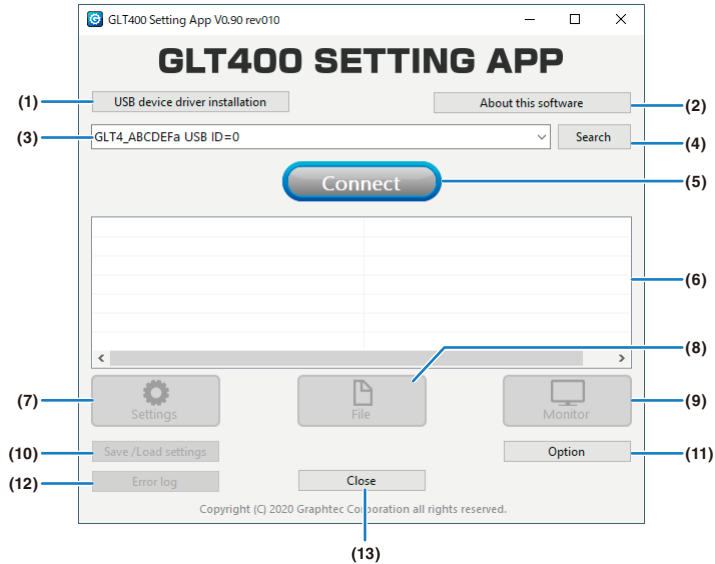 GLT400 Setting App V0.90 rev010
GLT400 SETTING APP
(1) USB device driver installation About this software (2)
(3) GLT4_ABCDEFa USB ID=0 Search (4)
Connect (5)
(6)
(8)
(7) Settings File Monitor (9)
(10) Save /Load settings Option (11)
(12) Error log Close
Copyright (C) 2020 Graphtec Corporation all rights reserved.
(13)